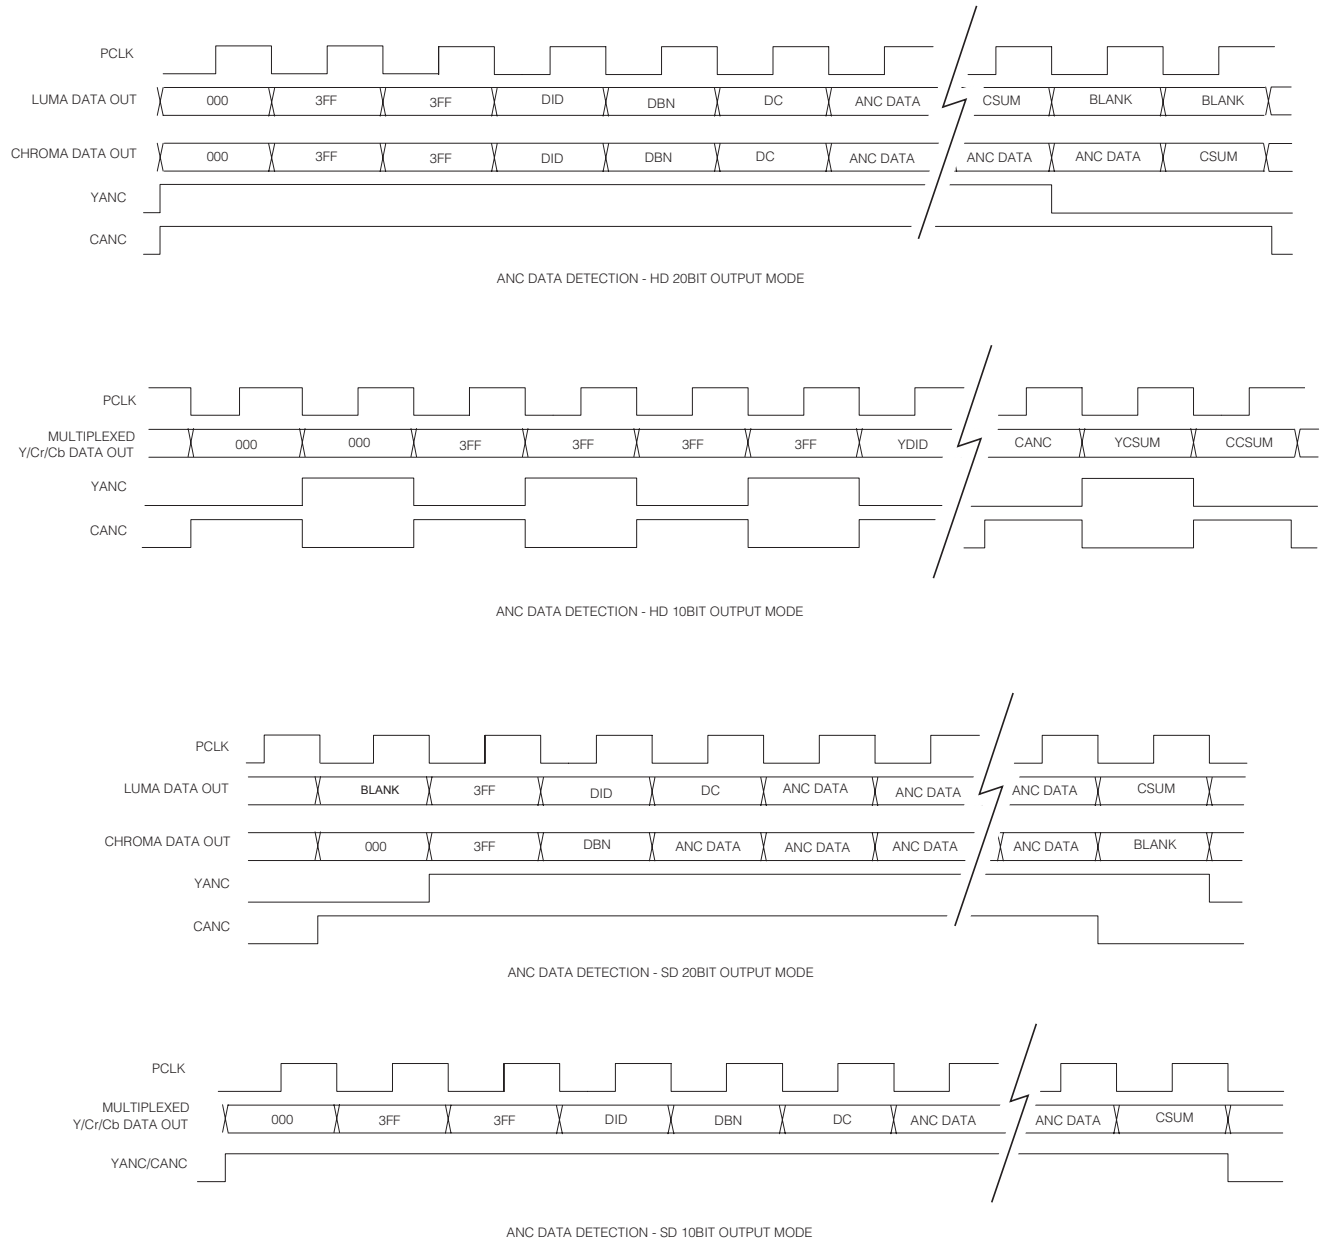 PCLK
LUMA DATA OUT 000 3FF 3FF DID DBN DC ANC DATA CSUM BLANK BLANK
CHROMA DATA OUT 000 3FF 3FF DID DBN DC ANC DATA ANC DATA ANC DATA CSUM
YANC
CANC
ANC DATA DETECTION - HD 20BIT OUTPUT MODE
PCLK
MULTIPLEXED
Y/Cr/Cb DATA OUT 000 000 3FF 3FF 3FF 3FF YDID CANC YCSUM CCSUM
YANC
CANC
ANC DATA DETECTION - HD 10BIT OUTPUT MODE
PCLK
LUMA DATA OUT BLANK 3FF DID DC ANC DATA ANC DATA ANC DATA CSUM
CHROMA DATA OUT 000 3FF DBN ANC DATA ANC DATA ANC DATA ANC DATA BLANK
YANC
CANC
ANC DATA DETECTION - SD 20BIT OUTPUT MODE
PCLK
MULTIPLEXED
Y/Cr/Cb DATA OUT 000 3FF 3FF DID DBN DC ANC DATA ANC DATA CSUM
YANC/CANC
ANC DATA DETECTION - SD 10BIT OUTPUT MODE